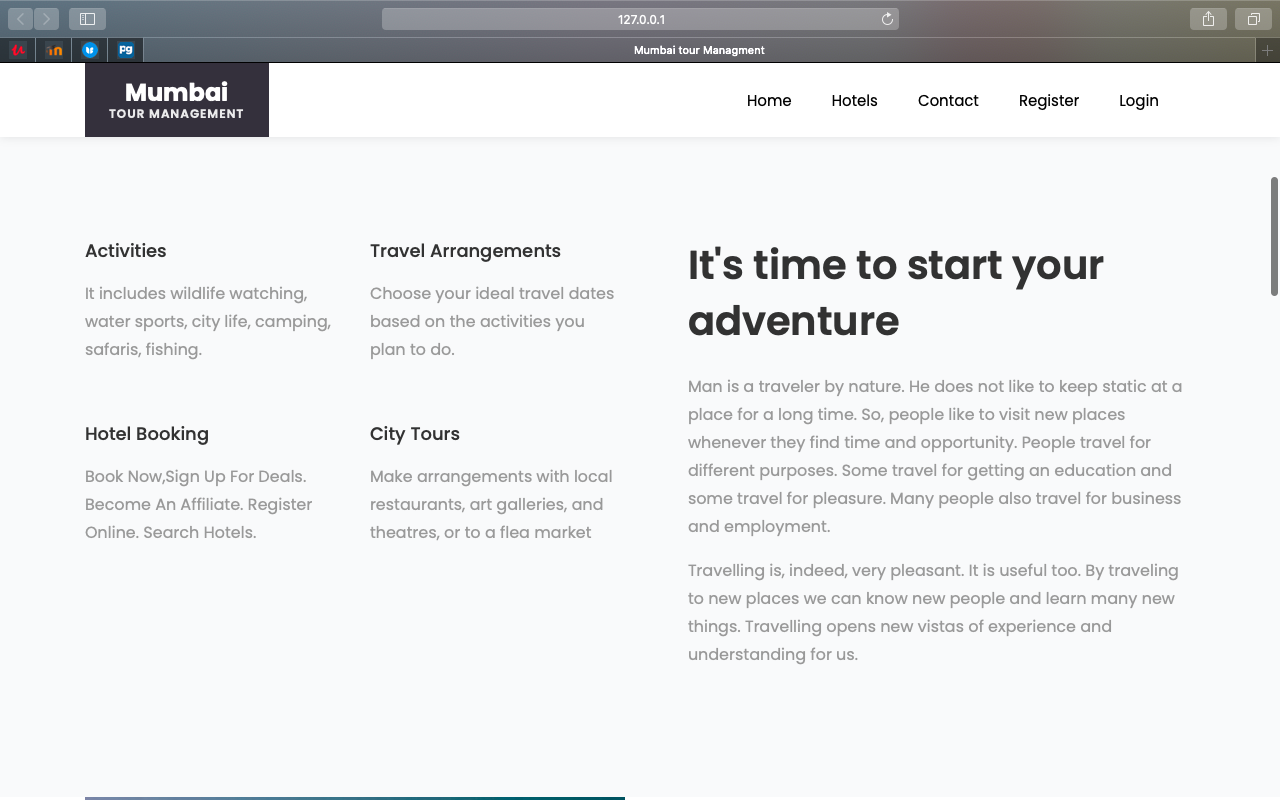 127.0.0.1
in
pg
Mumbai tour Managment
Mumbai
TOUR MANAGEMENT
Home
Hotels
Contact
Register
Login
Activities
It includes wildlife watching,
water sports, city life, camping,
safaris, fishing.
Travel Arrangements
Choose your ideal travel dates
based on the activities you
plan to do.
Hotel Booking
Book Now,Sign Up For Deals.
Become An Affiliate. Register
Online. Search Hotels.
City Tours
Make arrangements with local
restaurants, art galleries, and
theatres, or to a flea market
It's time to start your
adventure
Man is a traveler by nature. He does not like to keep static at a
place for a long time. So, people like to visit new places
whenever they find time and opportunity. People travel for
different purposes. Some travel for getting an education and
some travel for pleasure. Many people also travel for business
and employment.
Travelling is, indeed, very pleasant. It is useful too. By traveling
to new places we can know new people and learn many new
things. Travelling opens new vistas of experience and
understanding for us.